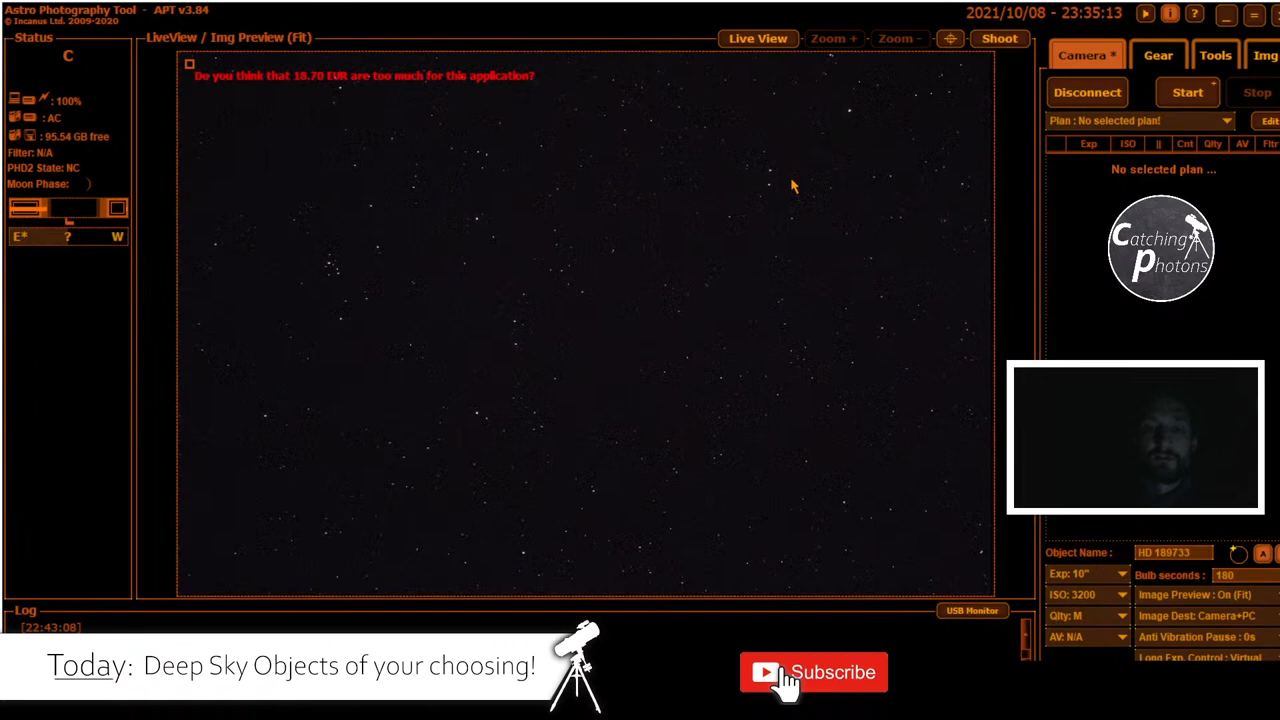 Astro Photography Tool - APT v3.84
© Incanus Ltd. 2009-2020
2021/10/08 - 23:35:13
?
Status
C
: 100%
: AC
: 95.54 GB free
Filter: N/A
PHD2 State: NC
Moon Phase:
E* ? W
LiveView / Img Preview (Fit)
Live View
Zoom +
Zoom -
Shoot
Do you think that 18.70 EUR are too much for this application?
Camera *
Gear
Tools
Img
Disconnect
Start
Stop
Plan : No selected plan!
Edit
Exp ISO || Cnt Qlty AV Fltr
No selected plan ...
Catching
Photons
Object Name : HD 189733
A
Exp: 10" Bulb seconds : 180
ISO: 3200 Image Preview : On (Fit)
Qlty: M Image Dest: Camera+PC
AV: N/A Anti Vibration Pause : 0s
Long Exp. Control : Virtual
Log
USB Monitor
[22:43:08]
Today: Deep Sky Objects of your choosing!
Subscribe